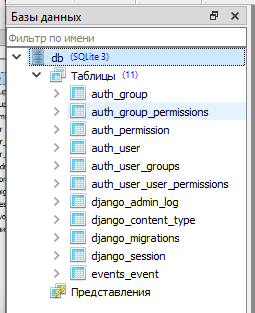 Базы данных
Фильтр по имени
db (SQLite 3)
Таблицы (11)
auth_group
auth_group_permissions
auth_permission
auth_user
auth_user_groups
auth_user_user_permissions
django_admin_log
django_content_type
django_migrations
django_session
events_event
Представления